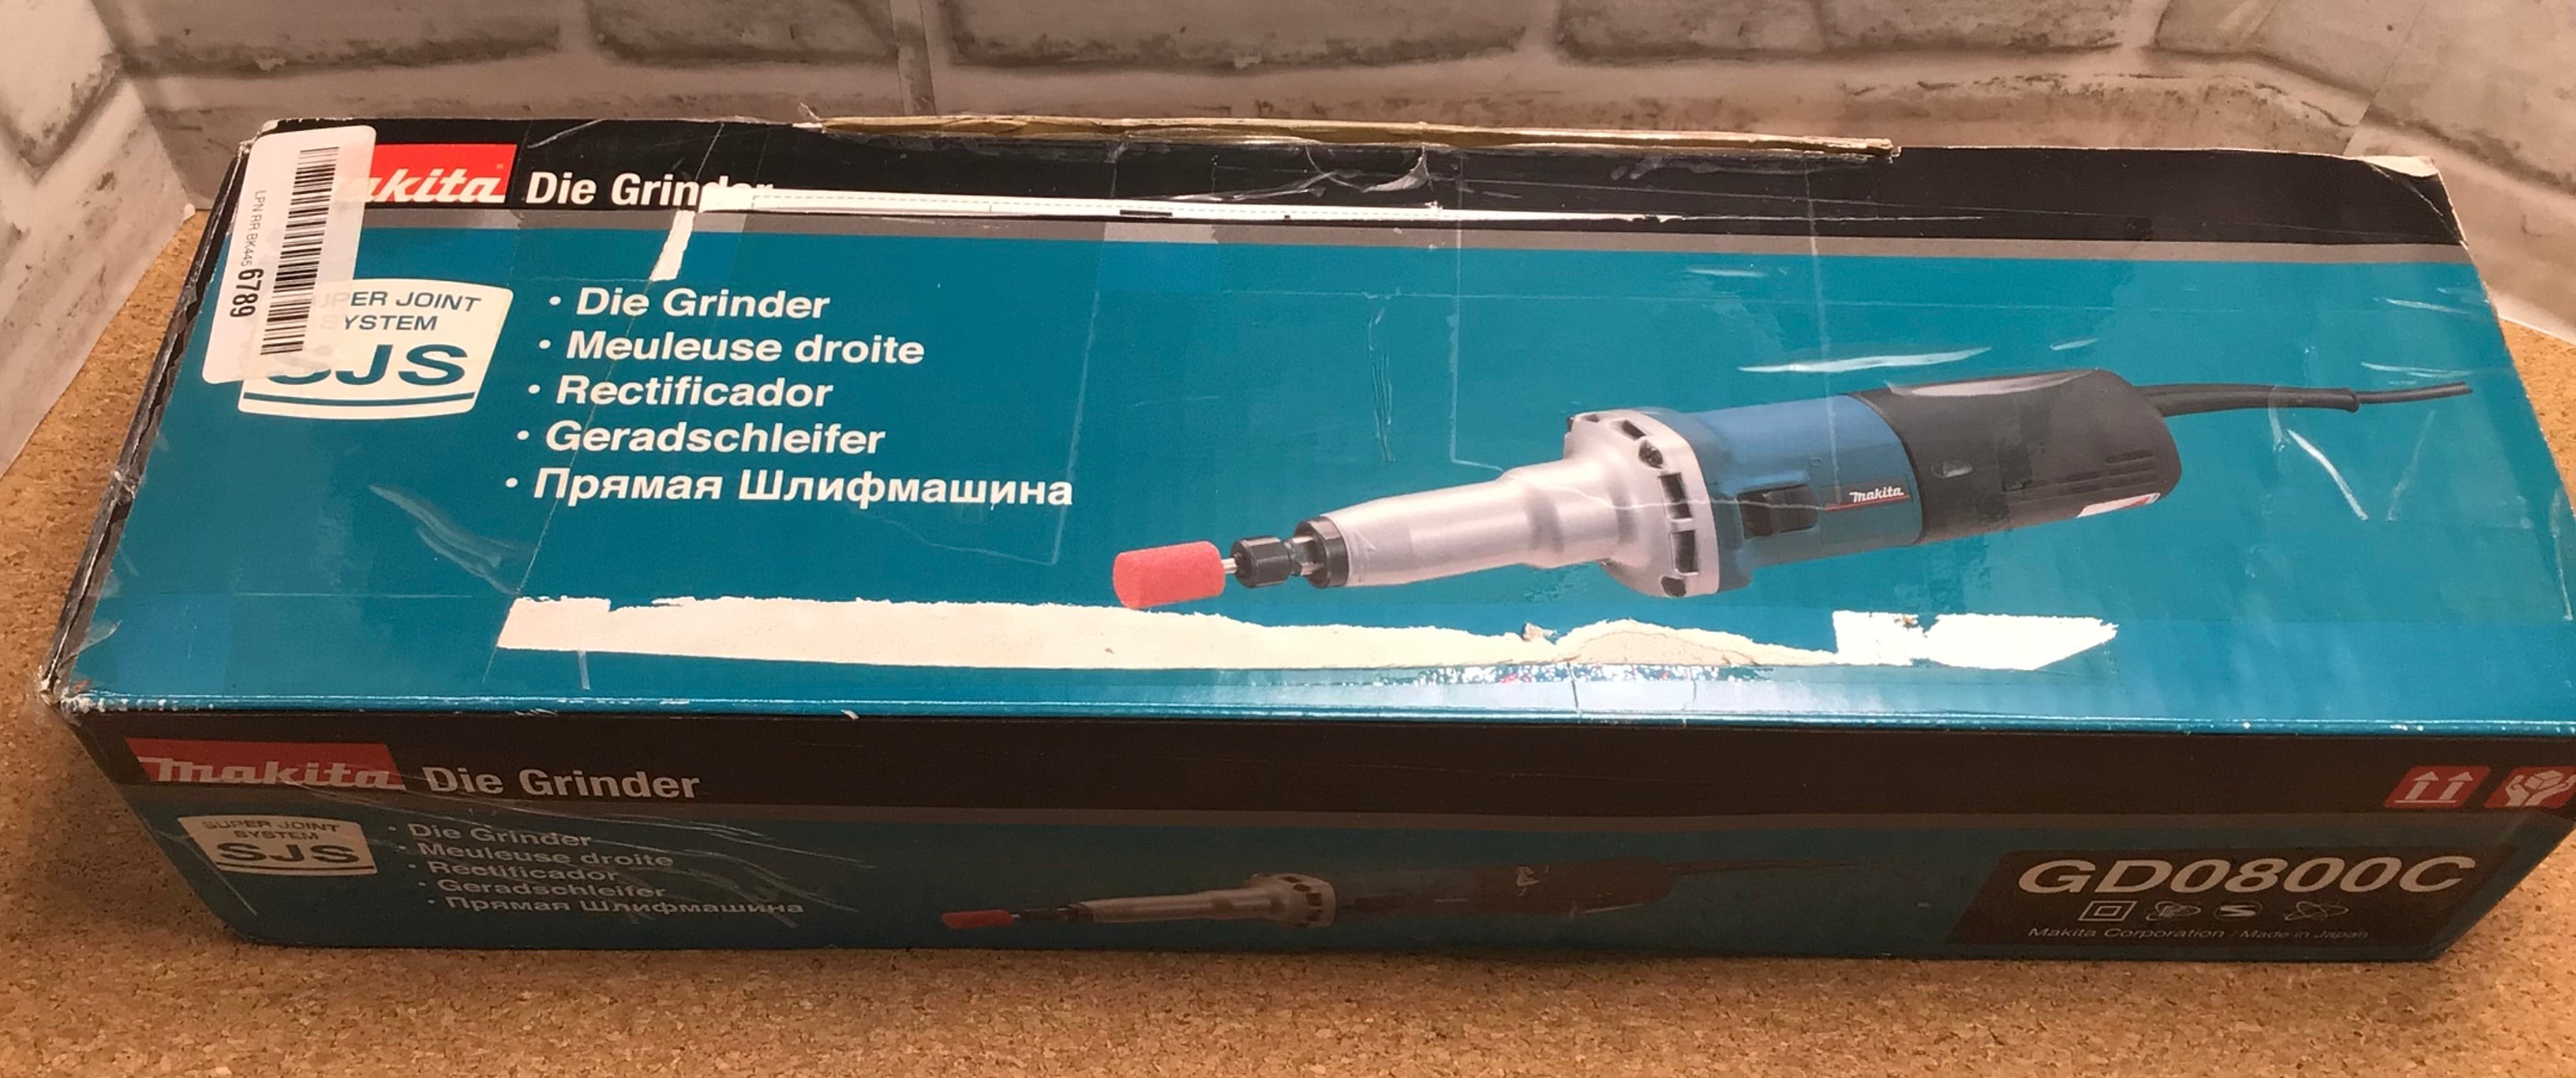 akita Die Grinder
LPN RR BK445 6789
UPER JOINT
SYSTEM
SJS
• Die Grinder
• Meuleuse droite
• Rectificador
• Geradschleifer
• Прямая Шлифмашина
makita
makita Die Grinder
SUPER JOINT
SYSTEM
SJS
• Die Grinder
• Meuleuse droite
• Rectificador
• Geradschleifer
• Прямая Шлифмашина
GD0800C
Makita Corporation / Made in Japan